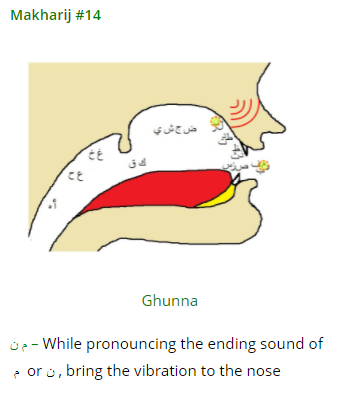 Makharij #14
ض ج ش ي
ك ق
غ خ
ع ح
Ghunna
م ن – While pronouncing the ending sound of
م or ن , bring the vibration to the nose